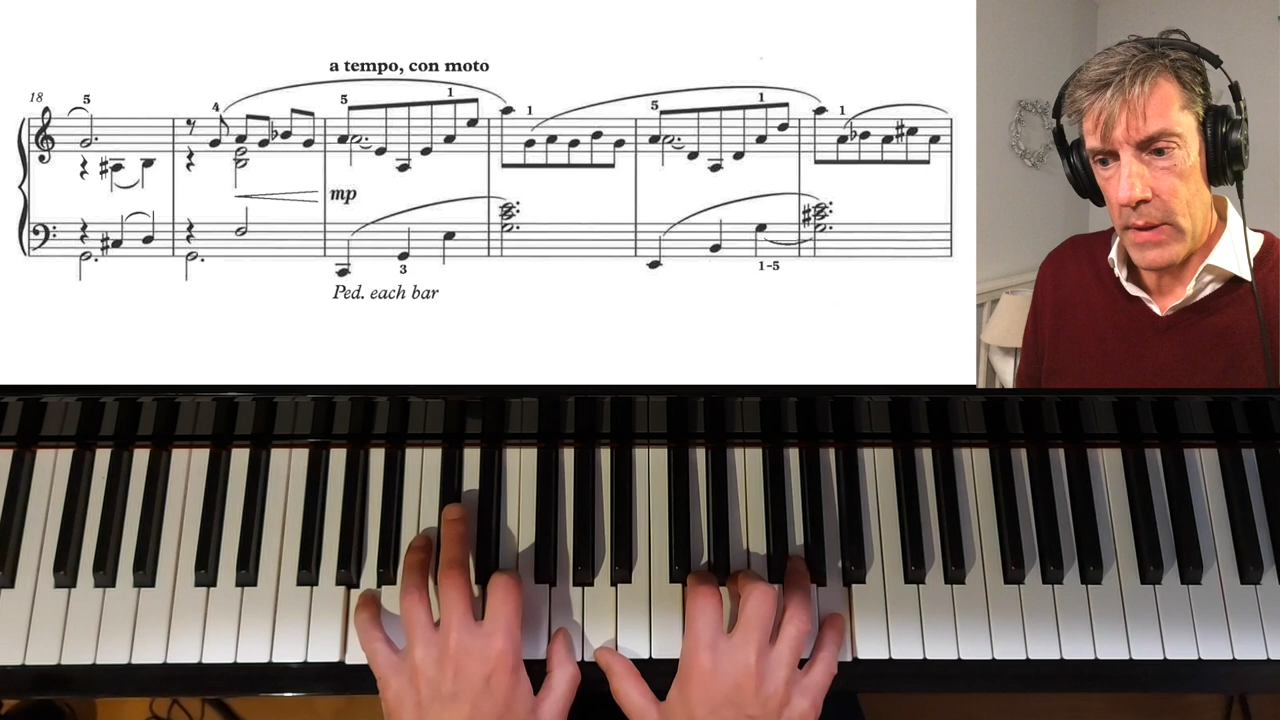 a tempo, con moto
18 5 4 5 1 1 5 1 1
mp
3 1-5
Ped. each bar